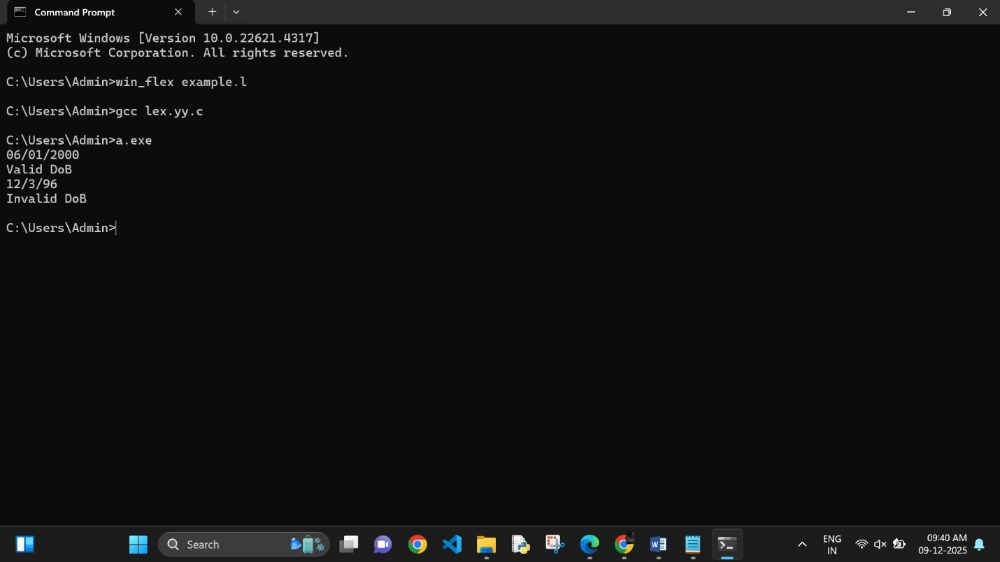 Command Prompt
Microsoft Windows [Version 10.0.22621.4317]
(c) Microsoft Corporation. All rights reserved.
C:\Users\Admin>win_flex example.l
C:\Users\Admin>gcc lex.yy.c
C:\Users\Admin>a.exe
06/01/2000
Valid DoB
12/3/96
Invalid DoB
C:\Users\Admin>
Search
ENG
IN
09:40 AM
09-12-2025